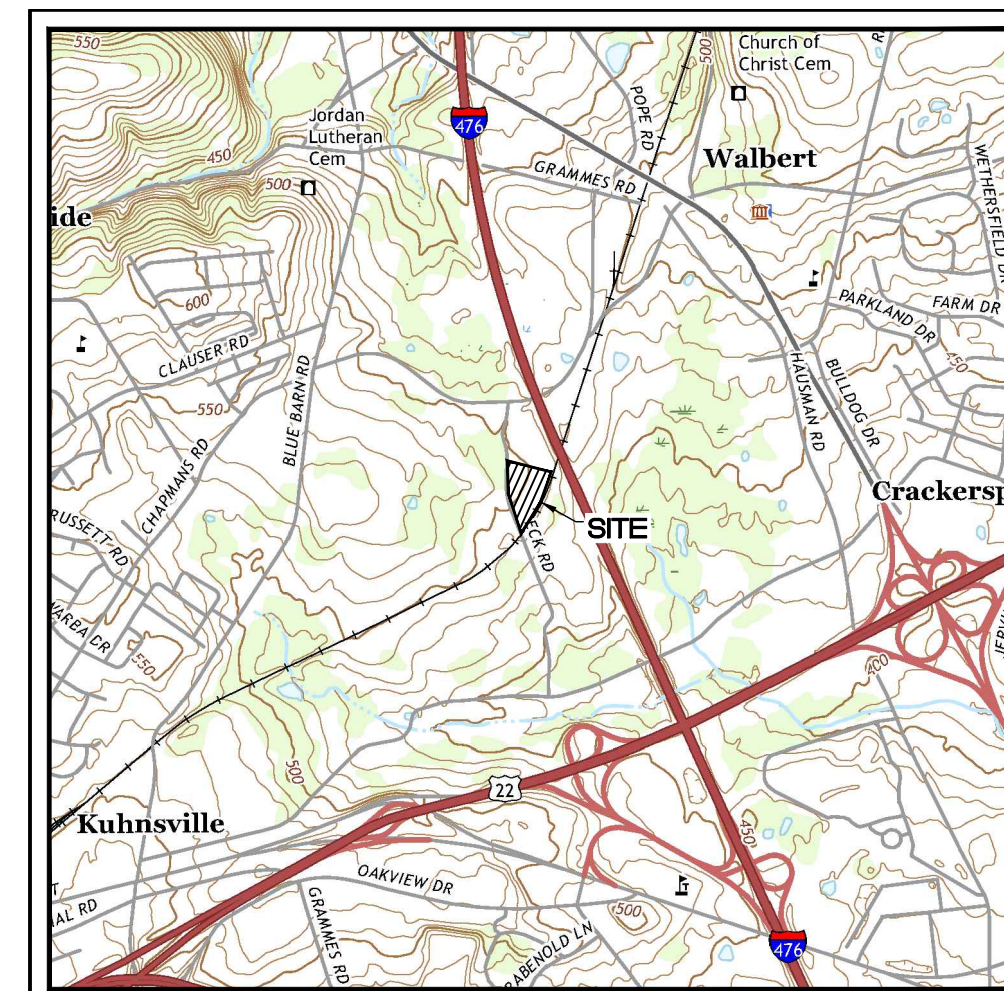 550
Church of
Christ Cem
500
476
POPE RD
Jordan
Lutheran
Cem
450
500
Walbert
GRAMMES RD
WETHERSFIELD
ide
600
PARKLAND DR
FARM DR
CLAUSER RD
450
550
BLUE BARN RD
HAUSMAN RD
BULLDOG DR
CHAPMANS RD
Crackersp
SITE
ECK RD
RUSSETT RD
WARBA DR
550
400
500
22
Kuhnsville
450
OAKVIEW DR
500
GRAMMES RD
RABENOLD LN
476